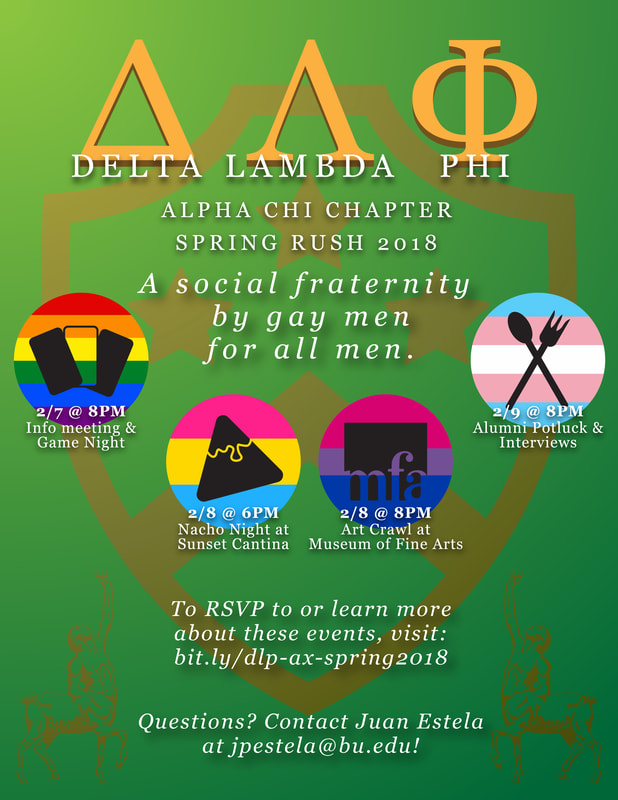 ΔΛΦ
DELTA LAMBDA PHI
ALPHA CHI CHAPTER
SPRING RUSH 2018
A social fraternity
by gay men
for all men.
2/7 @ 8PM
Info meeting &
Game Night
2/8 @ 6PM
Nacho Night at
Sunset Cantina
mfa
2/8 @ 8PM
Art Crawl at
Museum of Fine Arts
2/9 @ 8PM
Alumni Potluck &
Interviews
To RSVP to or learn more
about these events, visit:
bit.ly/dlp-ax-spring2018
Questions? Contact Juan Estela
at jpestela@bu.edu!